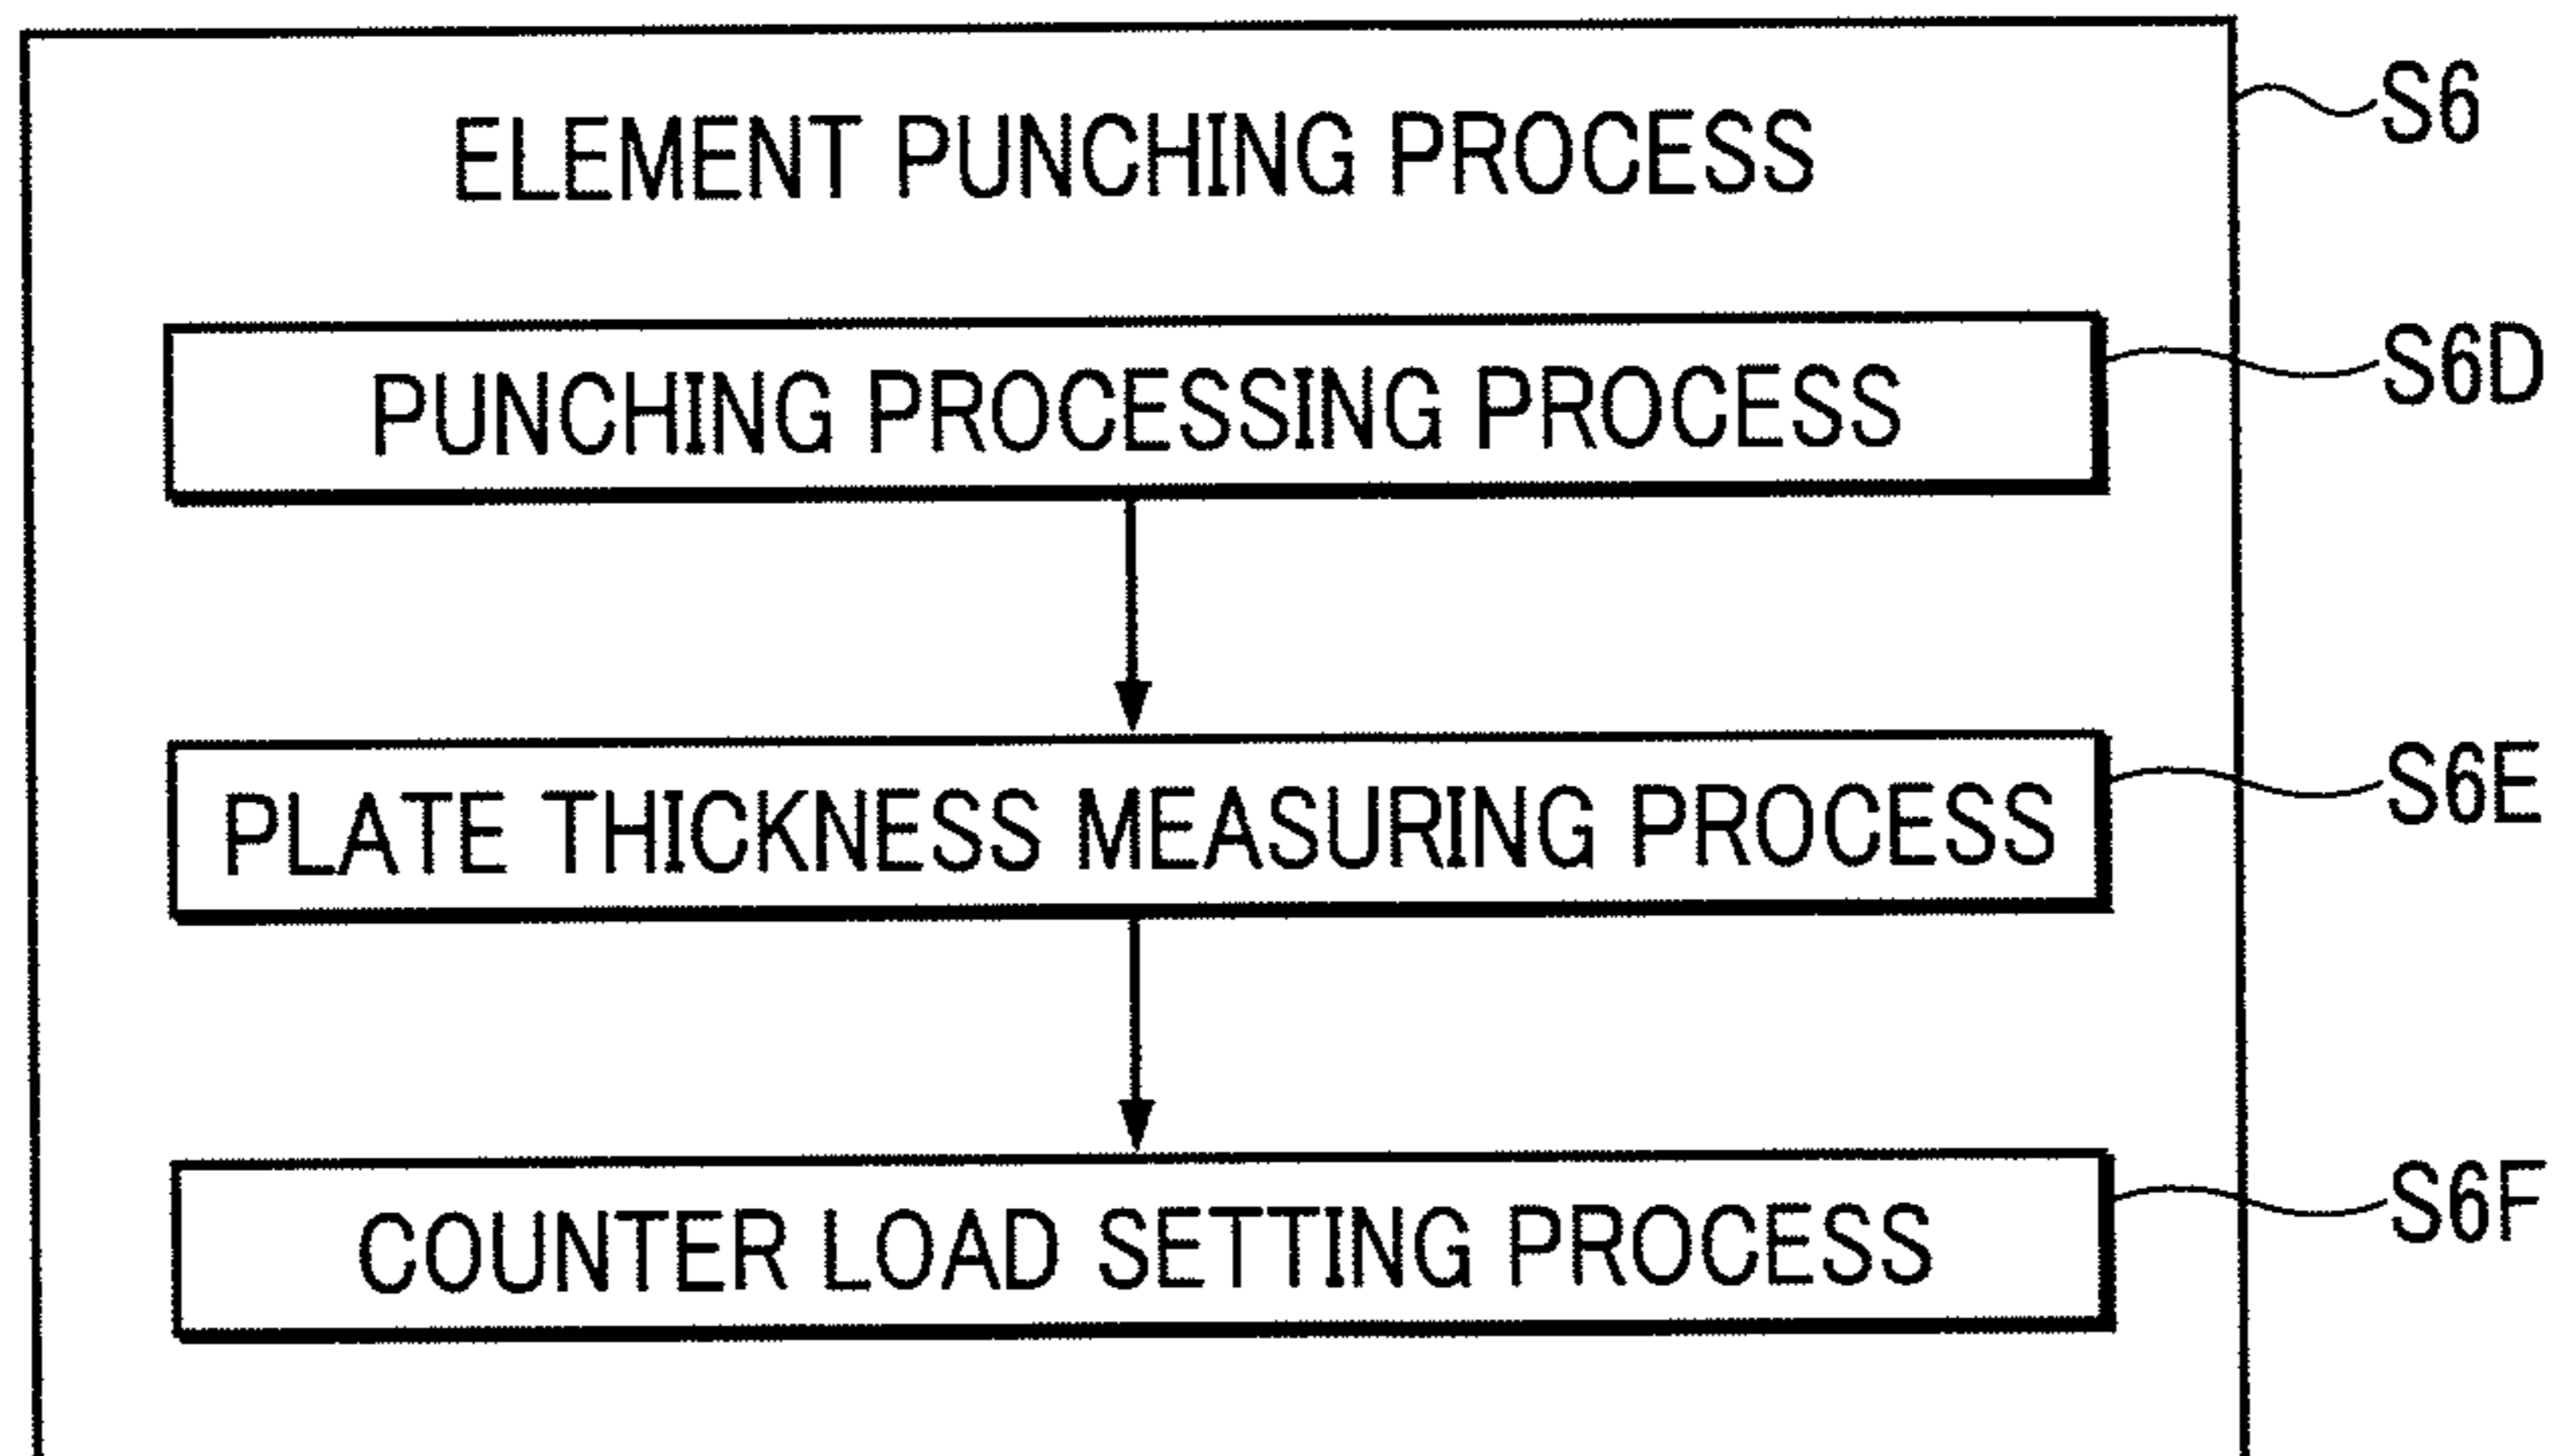 ELEMENT PUNCHING PROCESS
S6
PUNCHING PROCESSING PROCESS
S6D
PLATE THICKNESS MEASURING PROCESS
S6E
COUNTER LOAD SETTING PROCESS
S6F